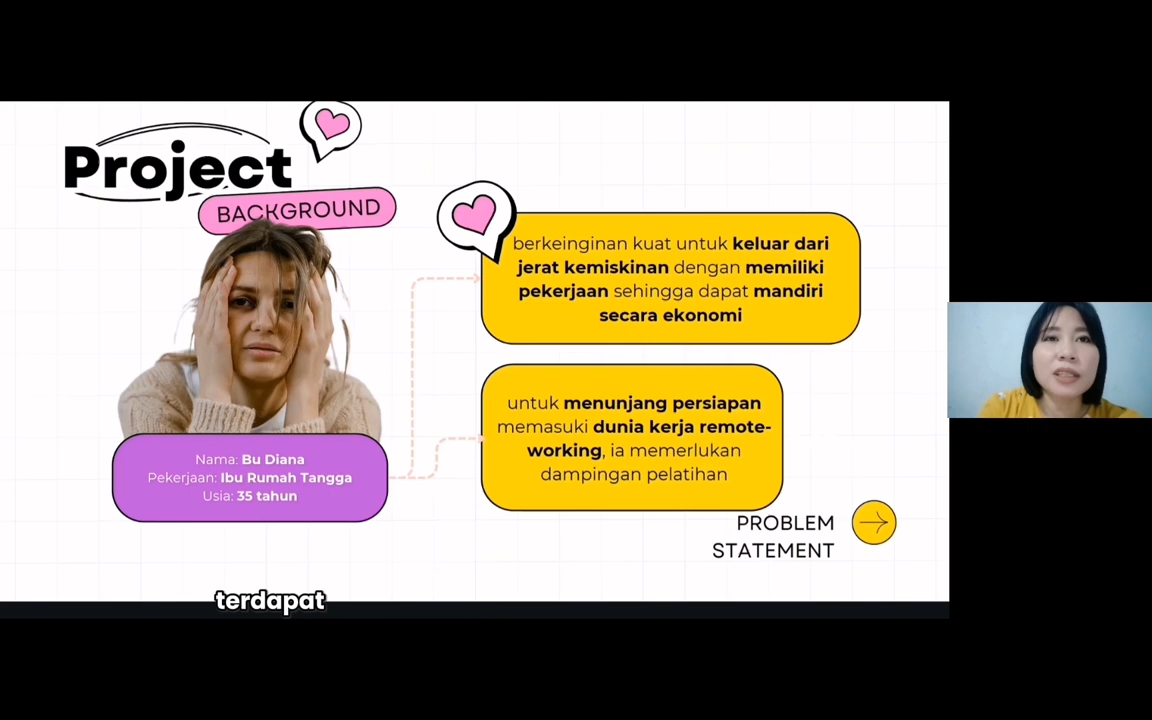 Project
BACKGROUND
berkeinginan kuat untuk keluar dari
jerat kemiskinan dengan memiliki
pekerjaan sehingga dapat mandiri
secara ekonomi
untuk menunjang persiapan
memasuki dunia kerja remote-
working, ia memerlukan
dampingan pelatihan
Nama: Bu Diana
Pekerjaan: Ibu Rumah Tangga
Usia: 35 tahun
PROBLEM
STATEMENT
terdapat